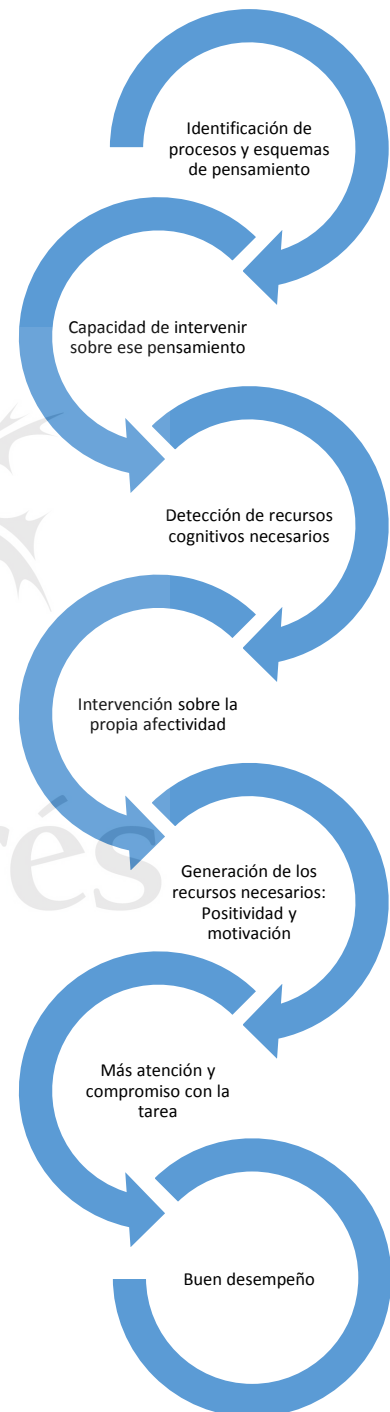 Identificación de
procesos y esquemas
de pensamiento
Capacidad de intervenir
sobre ese pensamiento
Detección de recursos
cognitivos necesarios
Intervención sobre la
propia afectividad
Generación de los
recursos necesarios:
Positividad y
motivación
Más atención y
compromiso con la
tarea
Buen desempeño